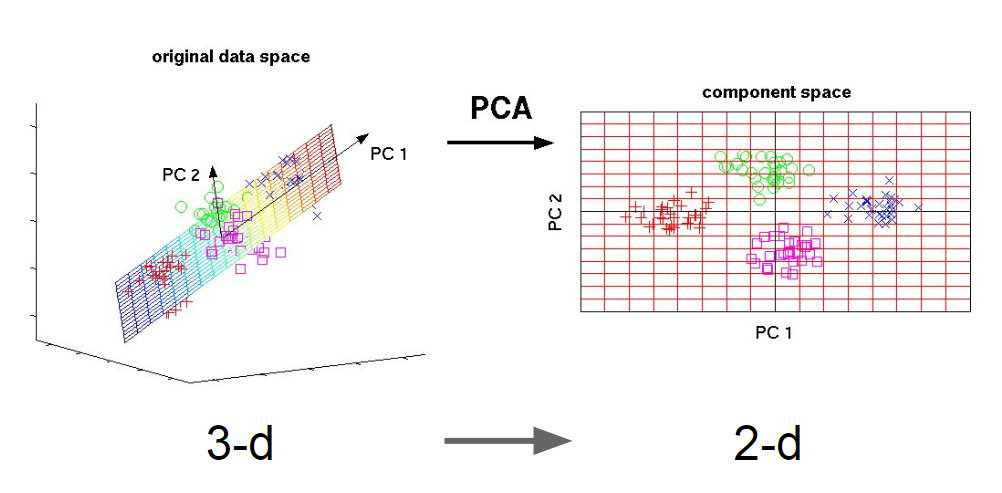 original data space
PC 2
PC 1
3-d
PCA
component space
PC 2
PC 1
2-d